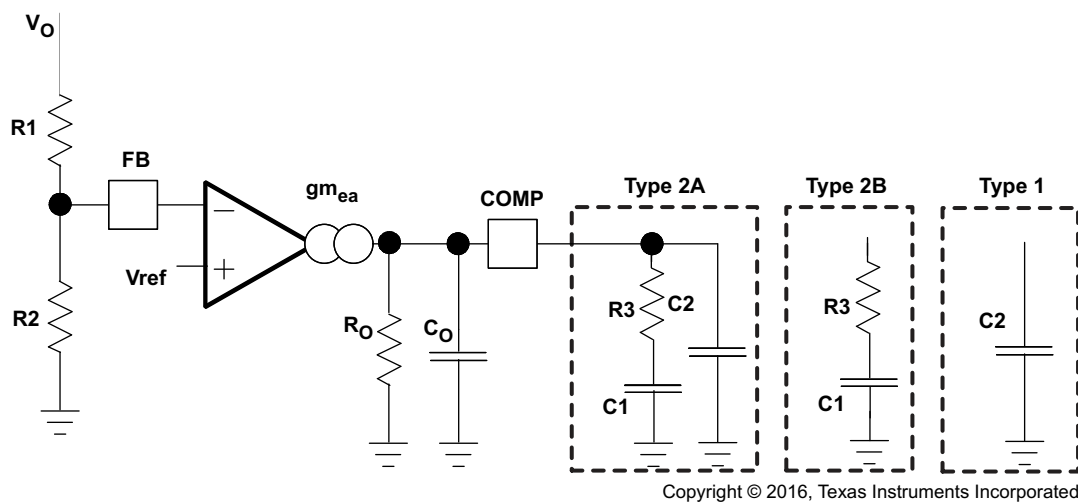 VO
R1
FB
gmea
COMP
Type 2A
Type 2B
Type 1
Vref
R2
RO
CO
R3
C2
C1
R3
C1
C2
Copyright © 2016, Texas Instruments Incorporated